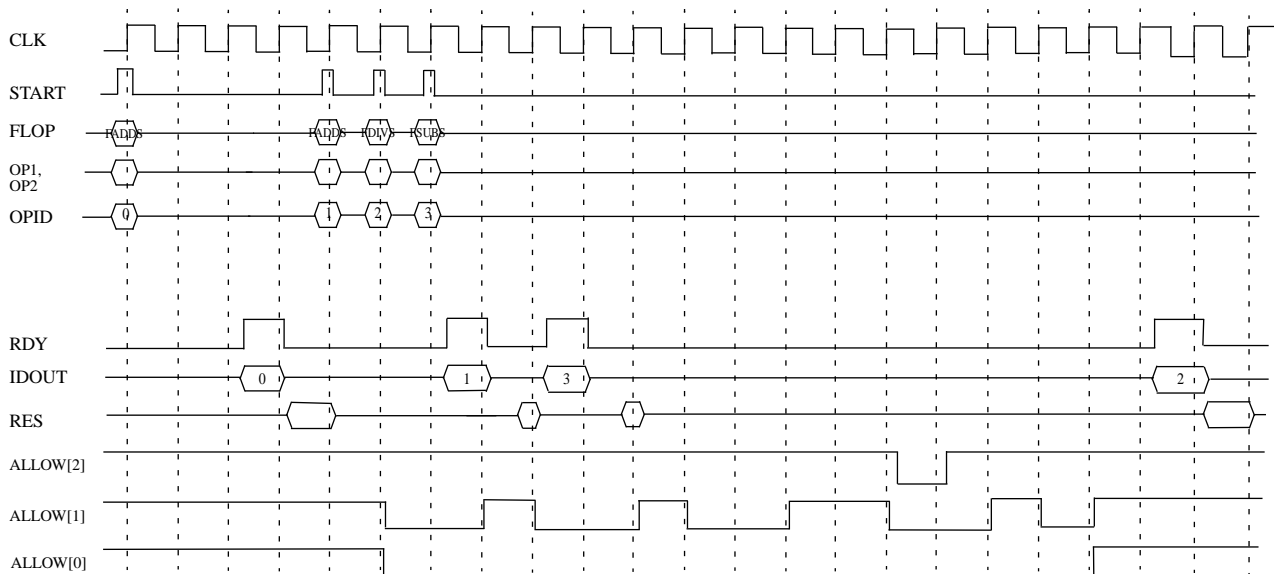 CLK
START
FLOP FADDS FADDS FDIVS FSUBS
OP1,
OP2
OPID 0 1 2 3
RDY
IDOUT 0 1 3 2
RES
ALLOW[2]
ALLOW[1]
ALLOW[0]